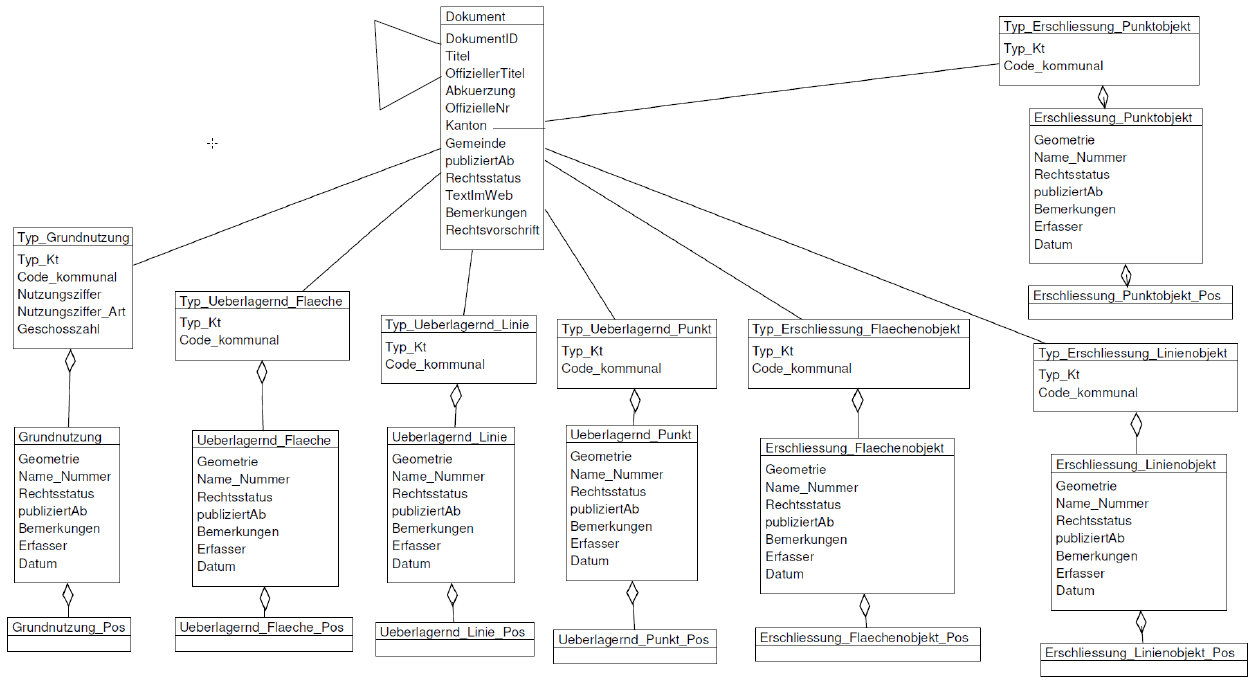 Dokument
DokumentID
Titel
OffiziellerTitel
Abkuerzung
OffizielleNr
Kanton
Gemeinde
publiziertAb
Rechtsstatus
TextImWeb
Bemerkungen
Rechtsvorschrift
Typ_Erschliessung_Punktobjekt
Typ_Kt
Code_kommunal
Erschliessung_Punktobjekt
Geometrie
Name_Nummer
Rechtsstatus
publiziertAb
Bemerkungen
Erfasser
Datum
Erschliessung_Punktobjekt_Pos
Typ_Grundnutzung
Typ_Kt
Code_kommunal
Nutzungsziffer
Nutzungsziffer_Art
Geschosszahl
Grundnutzung
Geometrie
Name_Nummer
Rechtsstatus
publiziertAb
Bemerkungen
Erfasser
Datum
Grundnutzung_Pos
Typ_Ueberlagernd_Flaeche
Typ_Kt
Code_kommunal
Ueberlagernd_Flaeche
Geometrie
Name_Nummer
Rechtsstatus
publiziertAb
Bemerkungen
Erfasser
Datum
Ueberlagernd_Flaeche_Pos
Typ_Ueberlagernd_Linie
Typ_Kt
Code_kommunal
Ueberlagernd_Linie
Geometrie
Name_Nummer
Rechtsstatus
publiziertAb
Bemerkungen
Erfasser
Datum
Ueberlagernd_Linie_Pos
Typ_Ueberlagernd_Punkt
Typ_Kt
Code_kommunal
Ueberlagernd_Punkt
Geometrie
Name_Nummer
Rechtsstatus
publiziertAb
Bemerkungen
Erfasser
Datum
Ueberlagernd_Punkt_Pos
Typ_Erschliessung_Flaechenobjekt
Typ_Kt
Code_kommunal
Erschliessung_Flaechenobjekt
Geometrie
Name_Nummer
Rechtsstatus
publiziertAb
Bemerkungen
Erfasser
Datum
Erschliessung_Flaechenobjekt_Pos
Typ_Erschliessung_Linienobjekt
Typ_Kt
Code_kommunal
Erschliessung_Linienobjekt
Geometrie
Name_Nummer
Rechtsstatus
publiziertAb
Bemerkungen
Erfasser
Datum
Erschliessung_Linienobjekt_Pos